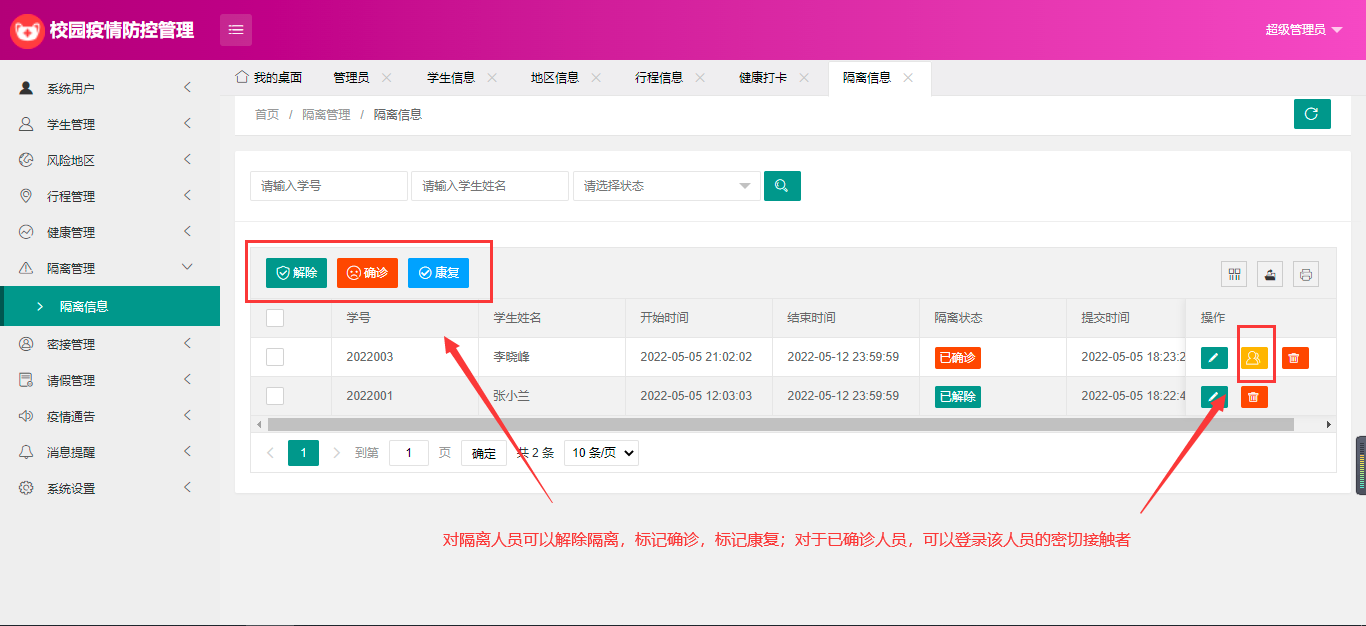 校园疫情防控管理
超级管理员
系统用户
学生管理
风险地区
行程管理
健康管理
隔离管理
隔离信息
密接管理
请假管理
疫情通告
消息提醒
系统设置
我的桌面 管理员 学生信息 地区信息 行程信息 健康打卡 隔离信息
首页 / 隔离管理 / 隔离信息
请输入学号 请输入学生姓名 请选择状态
解除 确诊 康复
学号 学生姓名 开始时间 结束时间 隔离状态 提交时间 操作
2022003 李晓峰 2022-05-05 21:02:02 2022-05-12 23:59:59 已确诊 2022-05-05 18:23:2
2022001 张小兰 2022-05-05 12:03:03 2022-05-12 23:59:59 已解除 2022-05-05 18:22:4
1 到第 1 页 确定 共 2 条 10 条/页
对隔离人员可以解除隔离，标记确诊，标记康复；对于已确诊人员，可以登录该人员的密切接触者